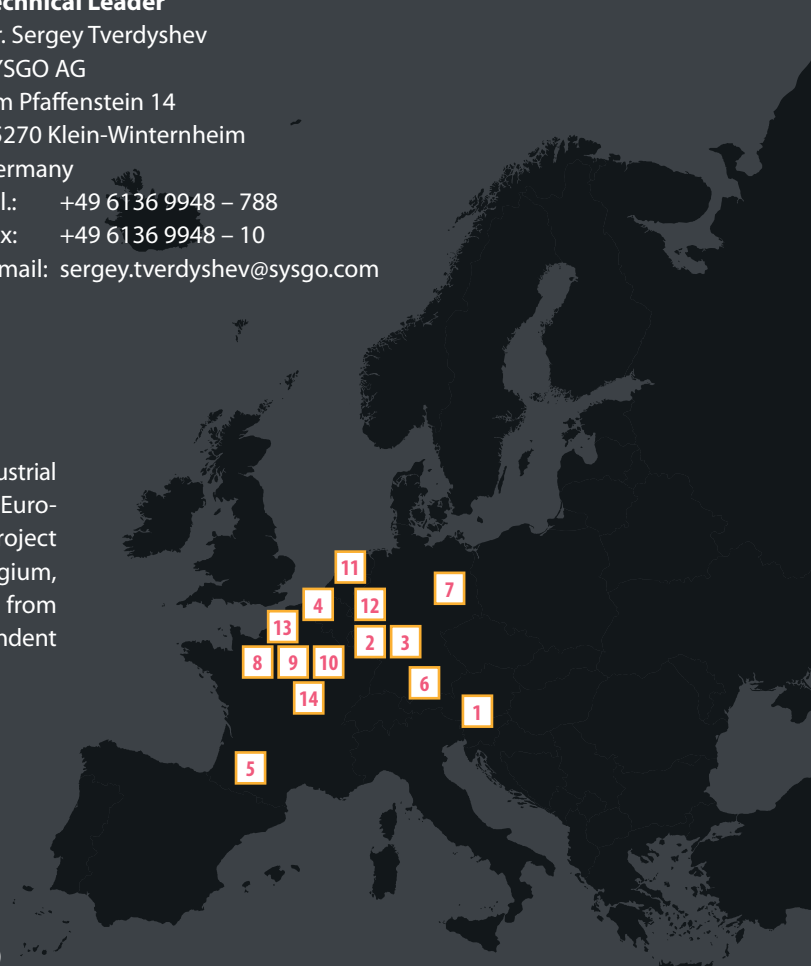 echnical Leader
r. Sergey Tverdyshev
YSGO AG
m Pfaffenstein 14
5270 Klein-Winternheim
ermany
l.: +49 6136 9948 – 788
x: +49 6136 9948 – 10
mail: sergey.tverdyshev@sysgo.com
ustrial
Euro-
roject
gium,
from
ndent
11
7
4
12
13
2
3
8
9
10
6
14
1
5